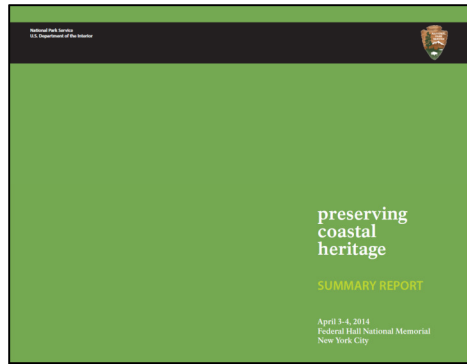 National Park Service
U.S. Department of the Interior
preserving
coastal
heritage
SUMMARY REPORT
April 3-4, 2014
Federal Hall National Memorial
New York City